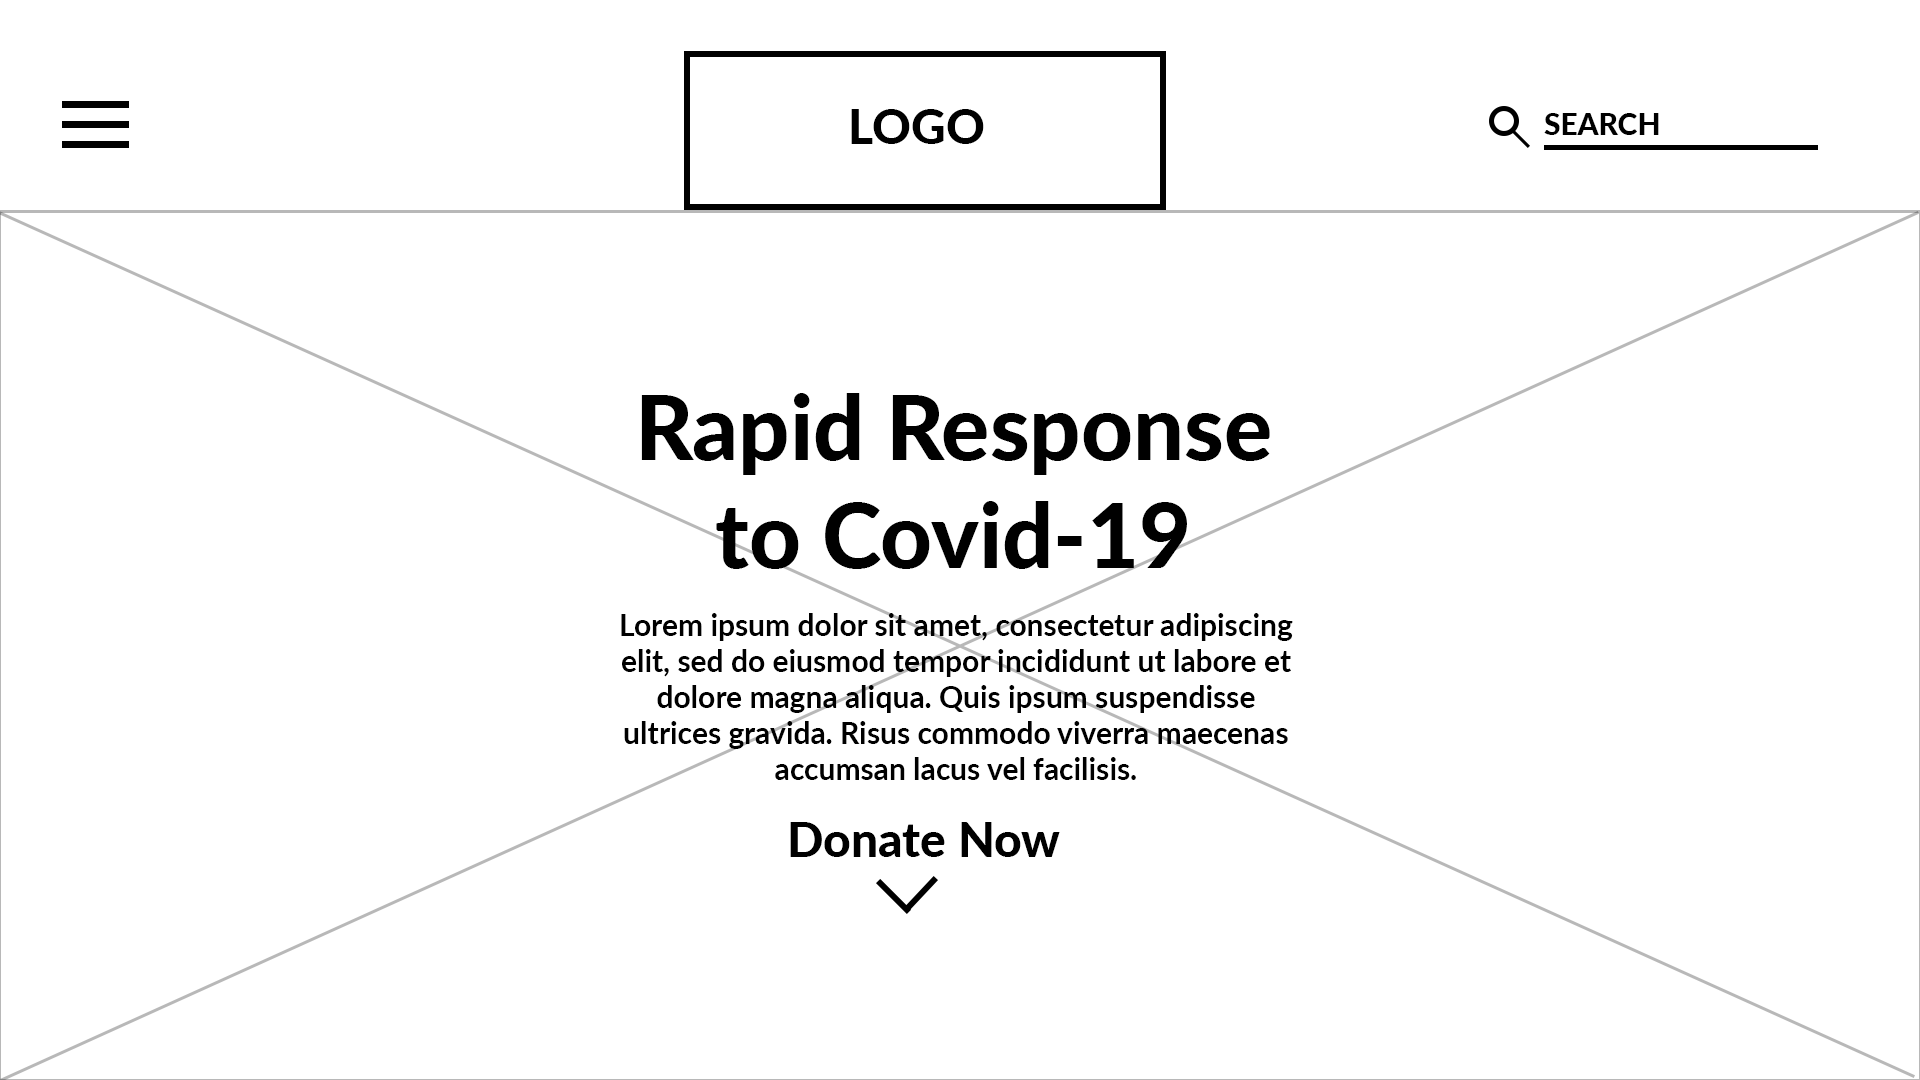 LOGO
SEARCH
Rapid Response
to Covid-19
Lorem ipsum dolor sit amet, consectetur adipiscing
elit, sed do eiusmod tempor incididunt ut labore et
dolore magna aliqua. Quis ipsum suspendisse
ultrices gravida. Risus commodo viverra maecenas
accumsan lacus vel facilisis.
Donate Now